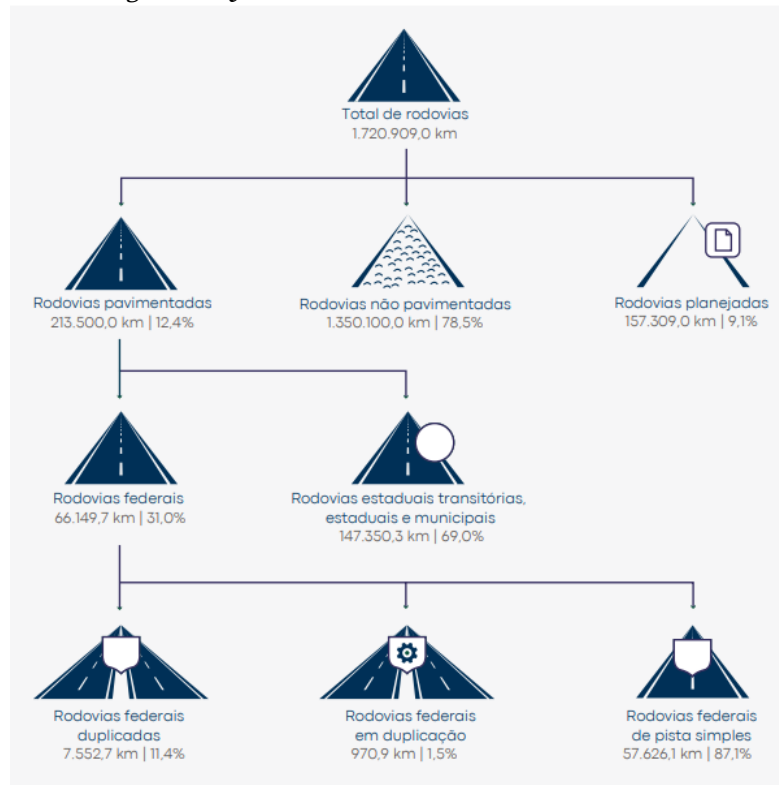 Total de rodovias
1.720.909,0 km
Rodovias pavimentadas
213.500,0 km | 12,4%
Rodovias não pavimentadas
1.350.100,0 km | 78,5%
Rodovias planejadas
157.309,0 km | 9,1%
Rodovias federais
66.149,7 km | 31,0%
Rodovias estaduais transitórias,
estaduais e municipais
147.350,3 km | 69,0%
Rodovias federais
duplicadas
7.552,7 km | 11,4%
Rodovias federais
em duplicação
970,9 km | 1,5%
Rodovias federais
de pista simples
57.626,1 km | 87,1%